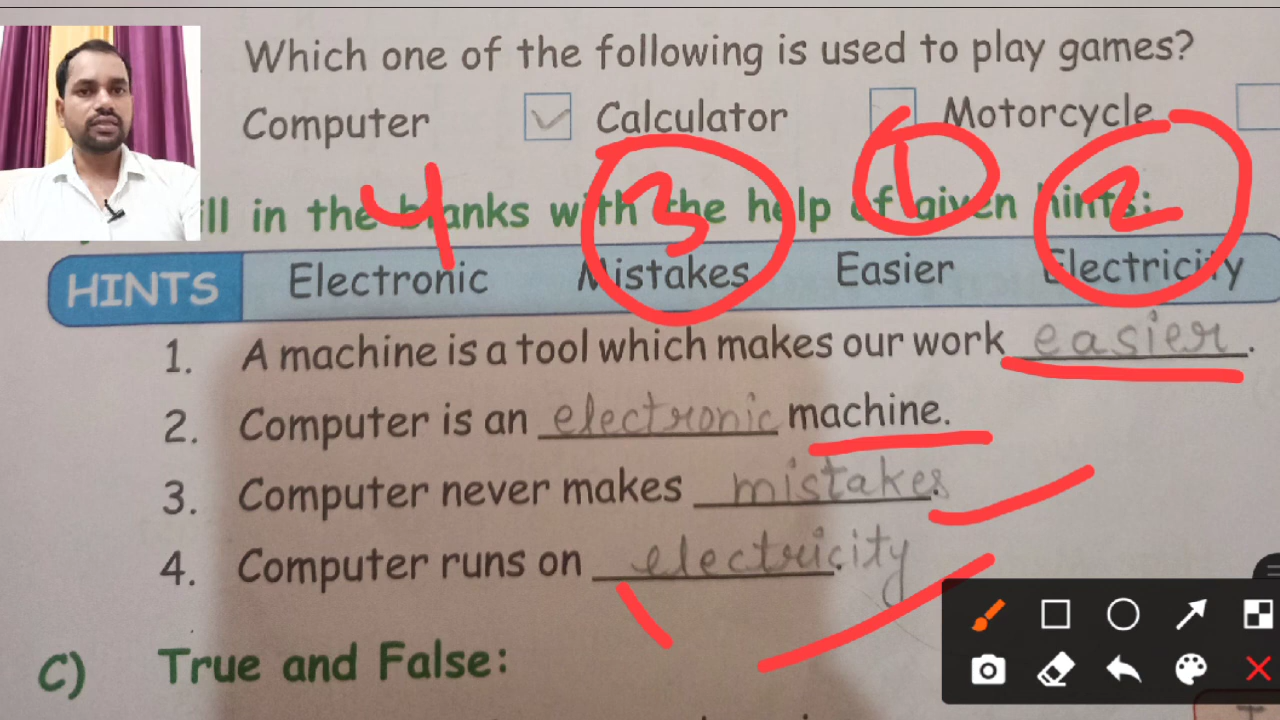 Which one of the following is used to play games?
Computer Calculator Motorcycle
ill in the blanks with the help of given hints:
4 3 1 2
HINTS Electronic Mistakes Easier Electricity
1. A machine is a tool which makes our work easier.
2. Computer is an electronic machine.
3. Computer never makes mistakes.
4. Computer runs on electricity.
C) True and False: